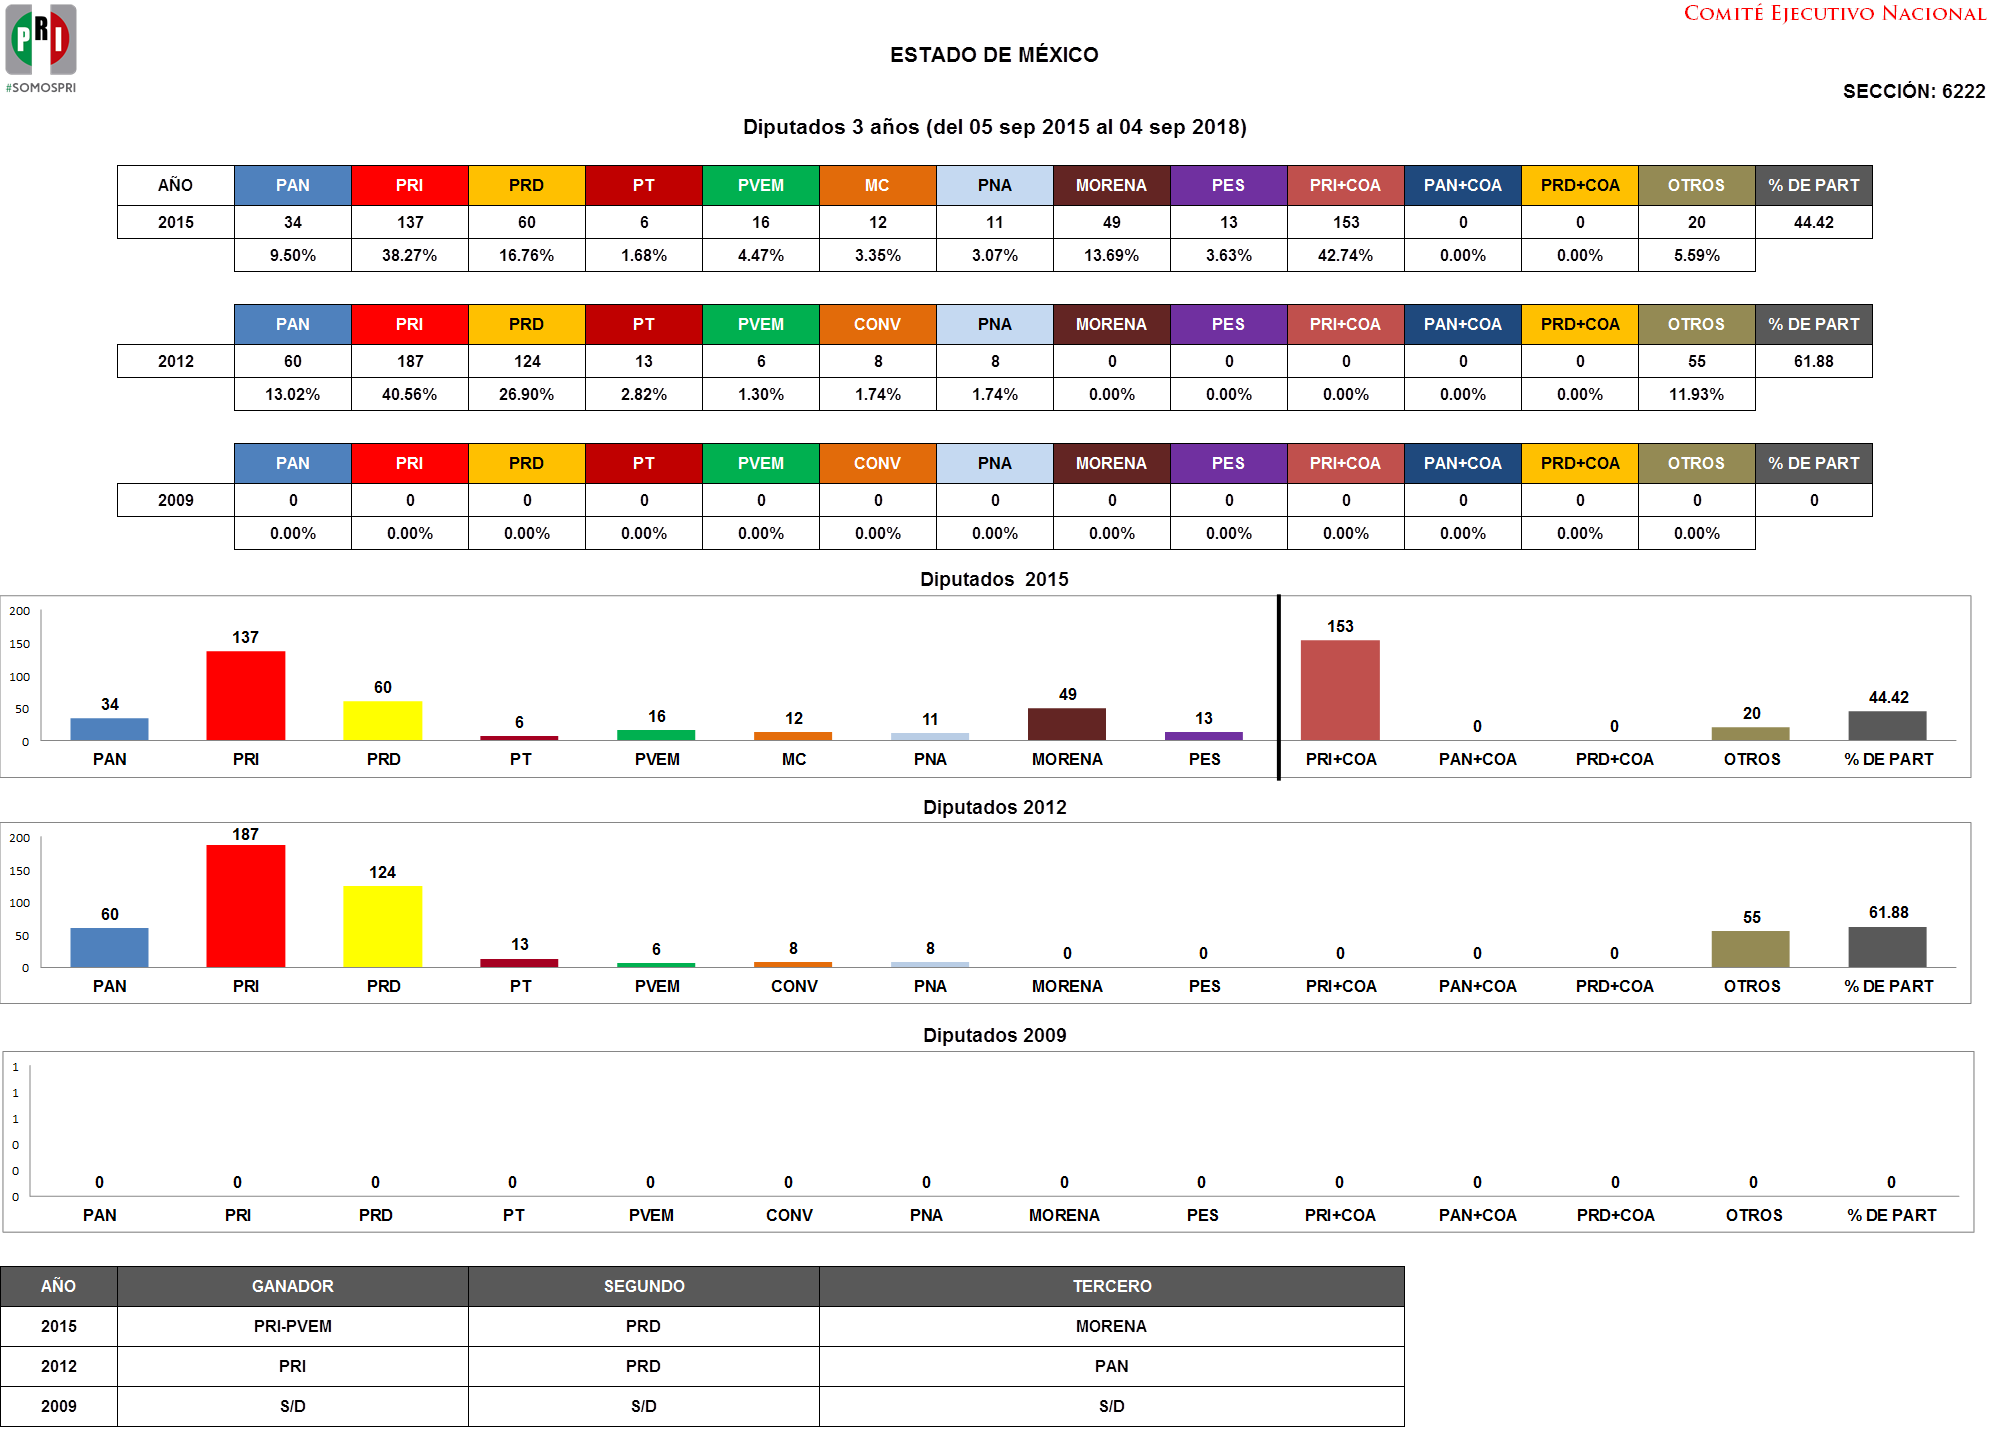 PRI
#SOMOSPRI
COMITÉ EJECUTIVO NACIONAL
ESTADO DE MÉXICO
SECCIÓN: 6222
Diputados 3 años (del 05 sep 2015 al 04 sep 2018)
AÑO PAN PRI PRD PT PVEM MC PNA MORENA PES PRI+COA PAN+COA PRD+COA OTROS % DE PART
2015 34 137 60 6 16 12 11 49 13 153 0 0 20 44.42
9.50% 38.27% 16.76% 1.68% 4.47% 3.35% 3.07% 13.69% 3.63% 42.74% 0.00% 0.00% 5.59%
PAN PRI PRD PT PVEM CONV PNA MORENA PES PRI+COA PAN+COA PRD+COA OTROS % DE PART
2012 60 187 124 13 6 8 8 0 0 0 0 0 55 61.88
13.02% 40.56% 26.90% 2.82% 1.30% 1.74% 1.74% 0.00% 0.00% 0.00% 0.00% 0.00% 11.93%
PAN PRI PRD PT PVEM CONV PNA MORENA PES PRI+COA PAN+COA PRD+COA OTROS % DE PART
2009 0 0 0 0 0 0 0 0 0 0 0 0 0 0
0.00% 0.00% 0.00% 0.00% 0.00% 0.00% 0.00% 0.00% 0.00% 0.00% 0.00% 0.00% 0.00%
Diputados 2015
200
150
100
50
0
34 137 60 6 16 12 11 49 13 153 0 0 20 44.42
PAN PRI PRD PT PVEM MC PNA MORENA PES PRI+COA PAN+COA PRD+COA OTROS % DE PART
Diputados 2012
200
150
100
50
0
60 187 124 13 6 8 8 0 0 0 0 0 55 61.88
PAN PRI PRD PT PVEM CONV PNA MORENA PES PRI+COA PAN+COA PRD+COA OTROS % DE PART
Diputados 2009
1
1
1
0
0
0
0 0 0 0 0 0 0 0 0 0 0 0 0 0
PAN PRI PRD PT PVEM CONV PNA MORENA PES PRI+COA PAN+COA PRD+COA OTROS % DE PART
AÑO GANADOR SEGUNDO TERCERO
2015 PRI-PVEM PRD MORENA
2012 PRI PRD PAN
2009 S/D S/D S/D